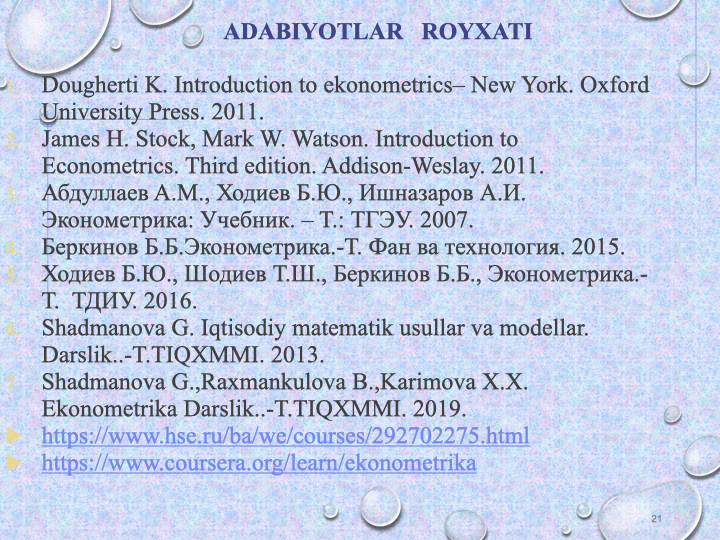 ADABIYOTLAR ROYXATI
1. Dougherti K. Introduction to ekonometrics– New York. Oxford
University Press. 2011.
2. James H. Stock, Mark W. Watson. Introduction to
Econometrics. Third edition. Addison-Weslay. 2011.
3. Абдуллаев А.М., Ходиев Б.Ю., Ишназаров А.И.
Эконометрика: Учебник. – Т.: ТГЭУ. 2007.
4. Беркинов Б.Б.Эконометрика.-Т. Фан ва технология. 2015.
5. Ходиев Б.Ю., Шодиев Т.Ш., Беркинов Б.Б., Эконометрика.-
Т. ТДИУ. 2016.
6. Shadmanova G. Iqtisodiy matematik usullar va modellar.
Darslik..-T.TIQXMMI. 2013.
7. Shadmanova G.,Raxmankulova B.,Karimova X.X.
Ekonometrika Darslik..-T.TIQXMMI. 2019.
https://www.hse.ru/ba/we/courses/292702275.html
https://www.coursera.org/learn/ekonometrika
21